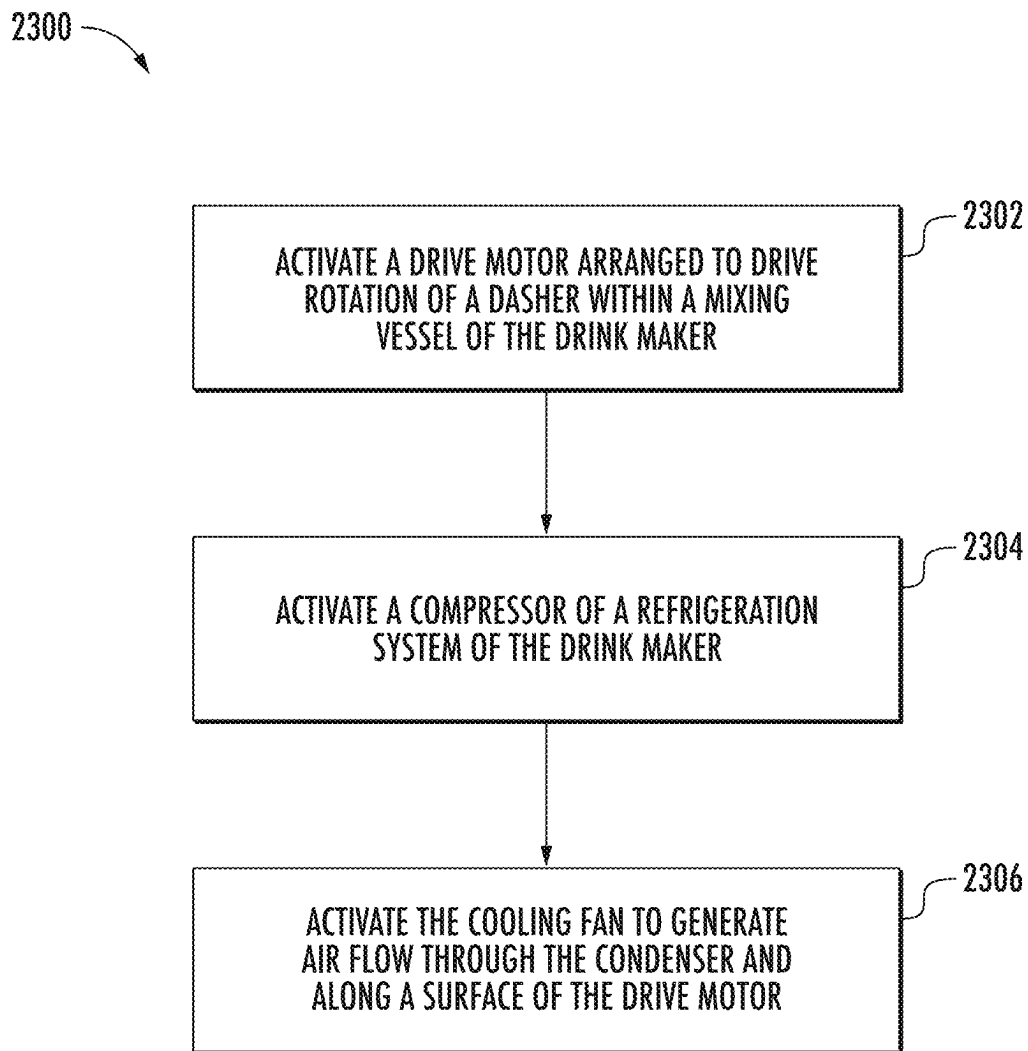 2300
2302
ACTIVATE A DRIVE MOTOR ARRANGED TO DRIVE
ROTATION OF A DASHER WITHIN A MIXING
VESSEL OF THE DRINK MAKER
2304
ACTIVATE A COMPRESSOR OF A REFRIGERATION
SYSTEM OF THE DRINK MAKER
2306
ACTIVATE THE COOLING FAN TO GENERATE
AIR FLOW THROUGH THE CONDENSER AND
ALONG A SURFACE OF THE DRIVE MOTOR